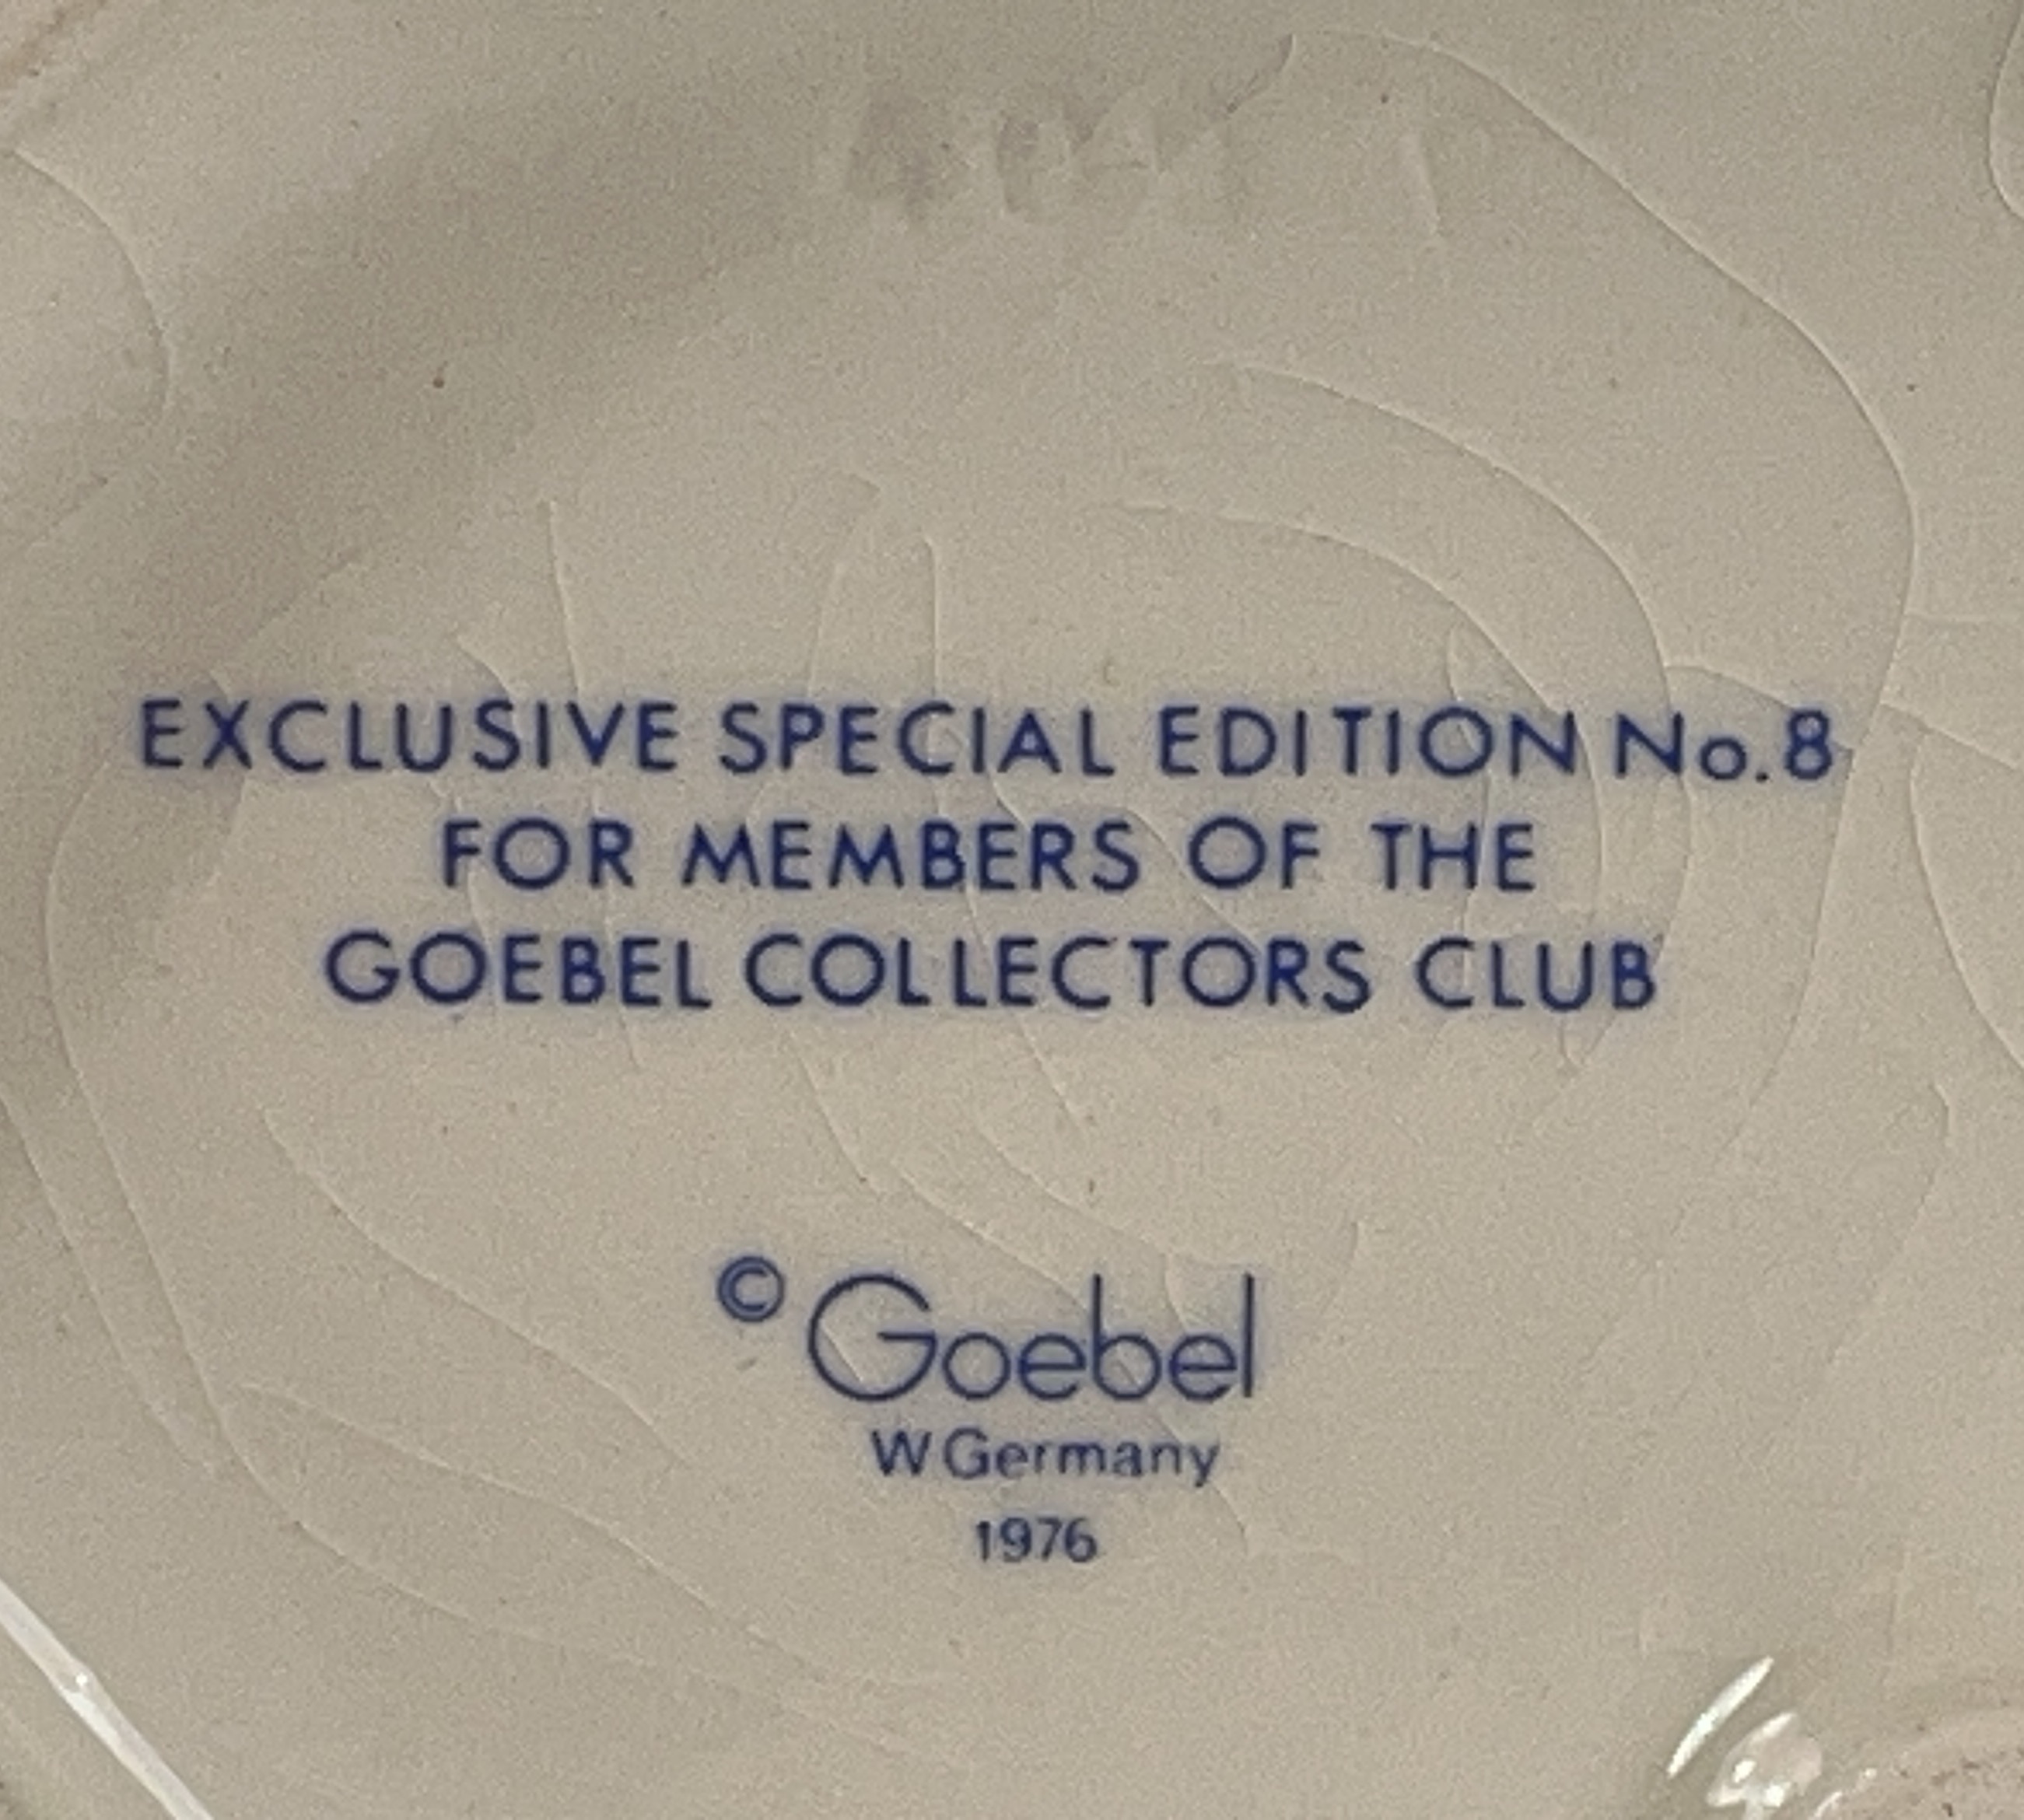 EXCLUSIVE SPECIAL EDITION No.8
FOR MEMBERS OF THE
GOEBEL COLLECTORS CLUB
© Goebel
W Germany
1976